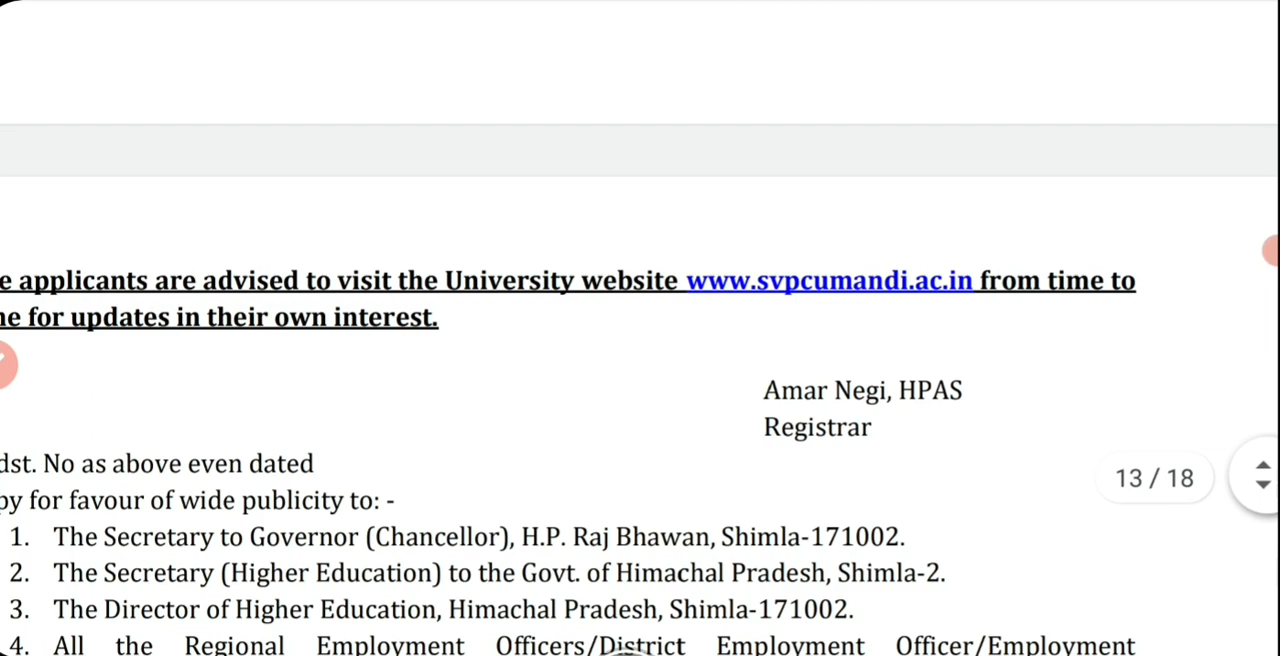 e applicants are advised to visit the University website www.svpcumandi.ac.in from time to
ne for updates in their own interest.
Amar Negi, HPAS
Registrar
dst. No as above even dated
13 / 18
py for favour of wide publicity to: -
1. The Secretary to Governor (Chancellor), H.P. Raj Bhawan, Shimla-171002.
2. The Secretary (Higher Education) to the Govt. of Himachal Pradesh, Shimla-2.
3. The Director of Higher Education, Himachal Pradesh, Shimla-171002.
4. All the Regional Employment Officers/District Employment Officer/Employment